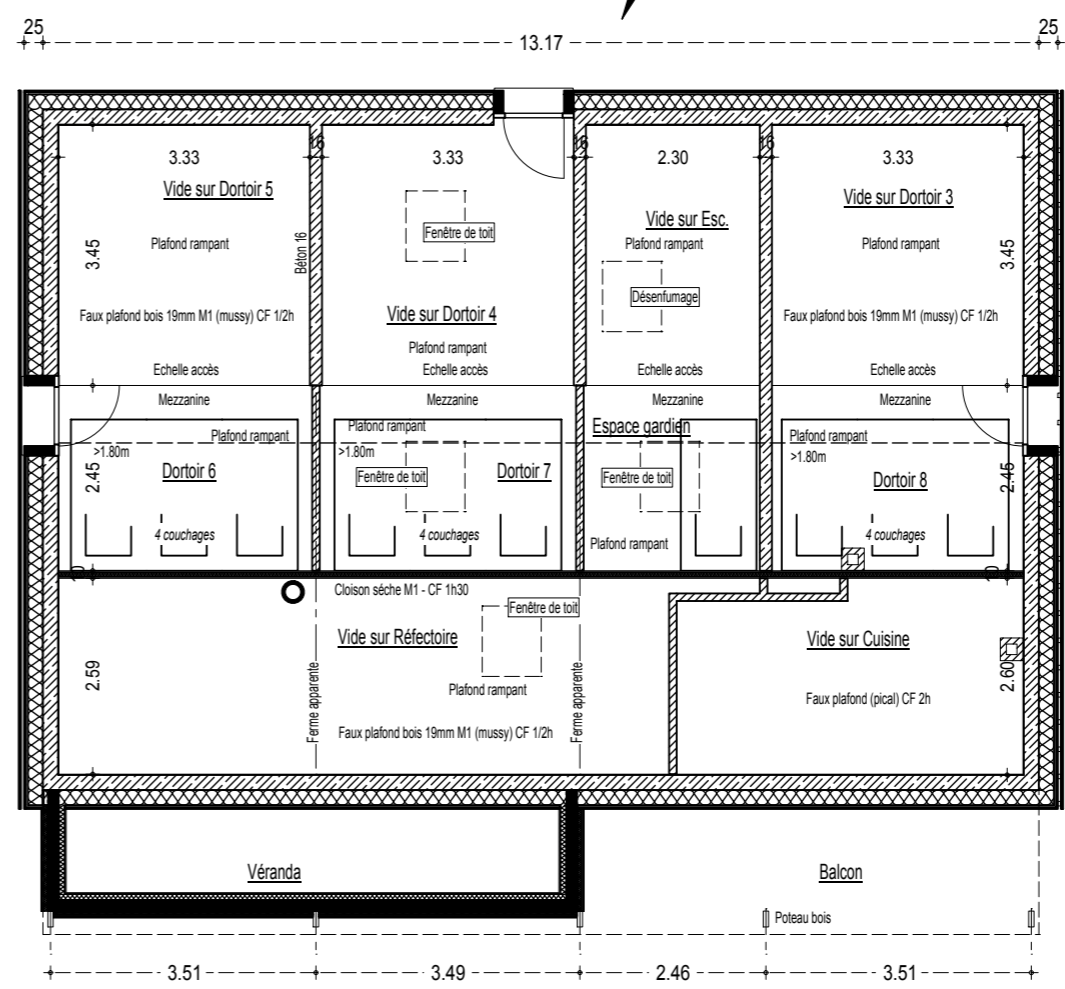 25
13.17
25
3.33
16
3.33
16
2.30
16
3.33
Vide sur Dortoir 5
Vide sur Dortoir 3
Vide sur Esc.
Fenêtre de toit
Plafond rampant
Plafond rampant
Plafond rampant
3.45
Béton 16
3.45
Désenfumage
Faux plafond bois 19mm M1 (mussy) CF 1/2h
Vide sur Dortoir 4
Faux plafond bois 19mm M1 (mussy) CF 1/2h
Plafond rampant
Echelle accès
Echelle accès
Echelle accès
Echelle accès
Mezzanine
Mezzanine
Mezzanine
Mezzanine
Plafond rampant
Plafond rampant
Espace gardien
Plafond rampant
>1.80m
>1.80m
>1.80m
2.45
Dortoir 6
Fenêtre de toit
Dortoir 7
Fenêtre de toit
Dortoir 8
2.45
4 couchages
4 couchages
4 couchages
Plafond rampant
10
10
Cloison séche M1 - CF 1h30
Fenêtre de toit
Vide sur Réfectoire
Vide sur Cuisine
2.59
Ferme apparente
Plafond rampant
Ferme apparente
2.60
Faux plafond (pical) CF 2h
Faux plafond bois 19mm M1 (mussy) CF 1/2h
Véranda
Balcon
Poteau bois
3.51
3.49
2.46
3.51